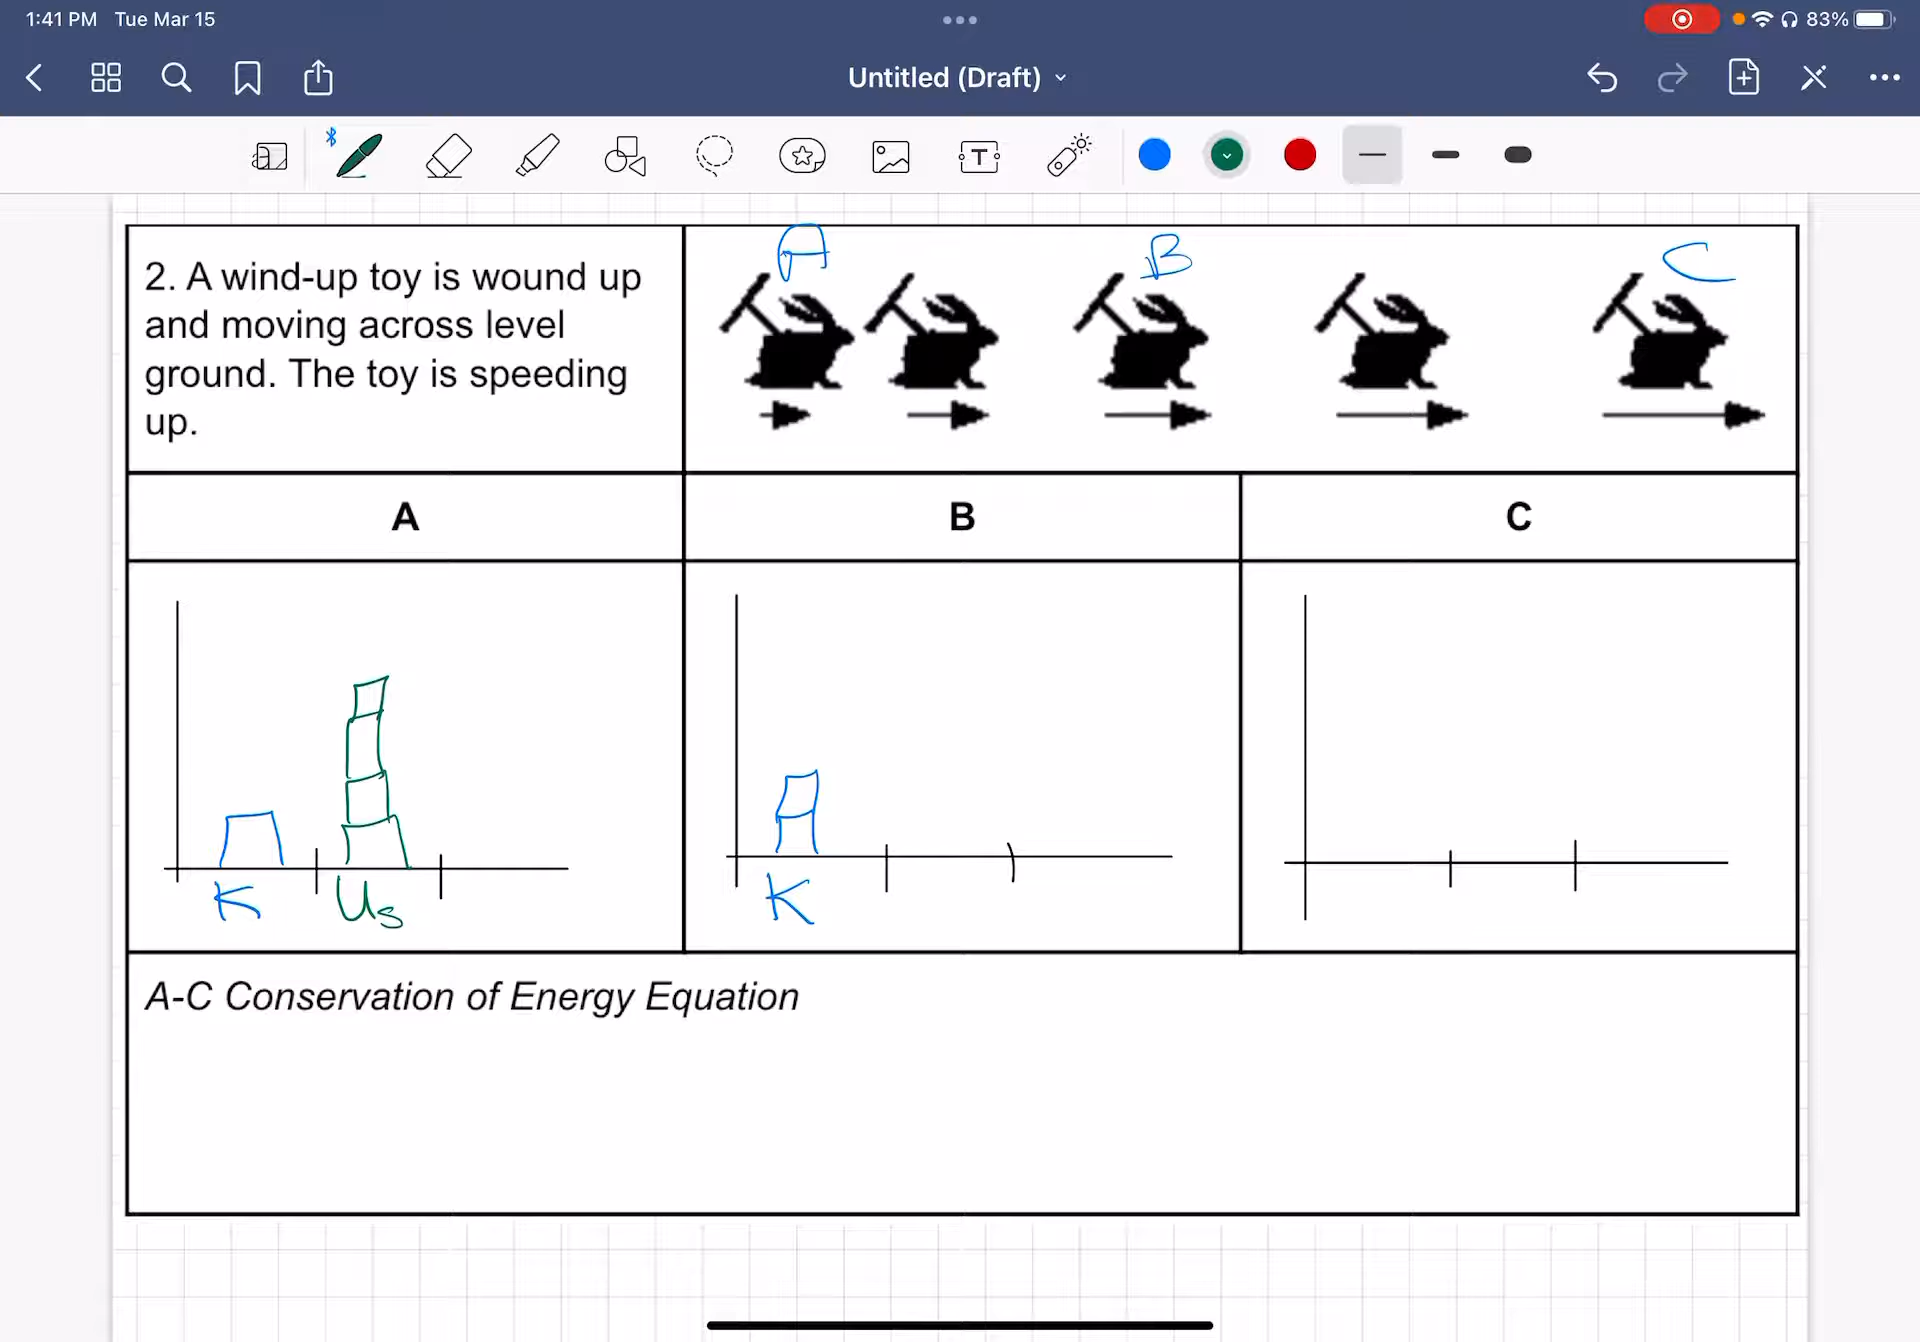 1:41 PM Tue Mar 15
83%
Untitled (Draft)
T
2. A wind-up toy is wound up
and moving across level
ground. The toy is speeding
up.
A B C
A B C
K Us
K
A-C Conservation of Energy Equation